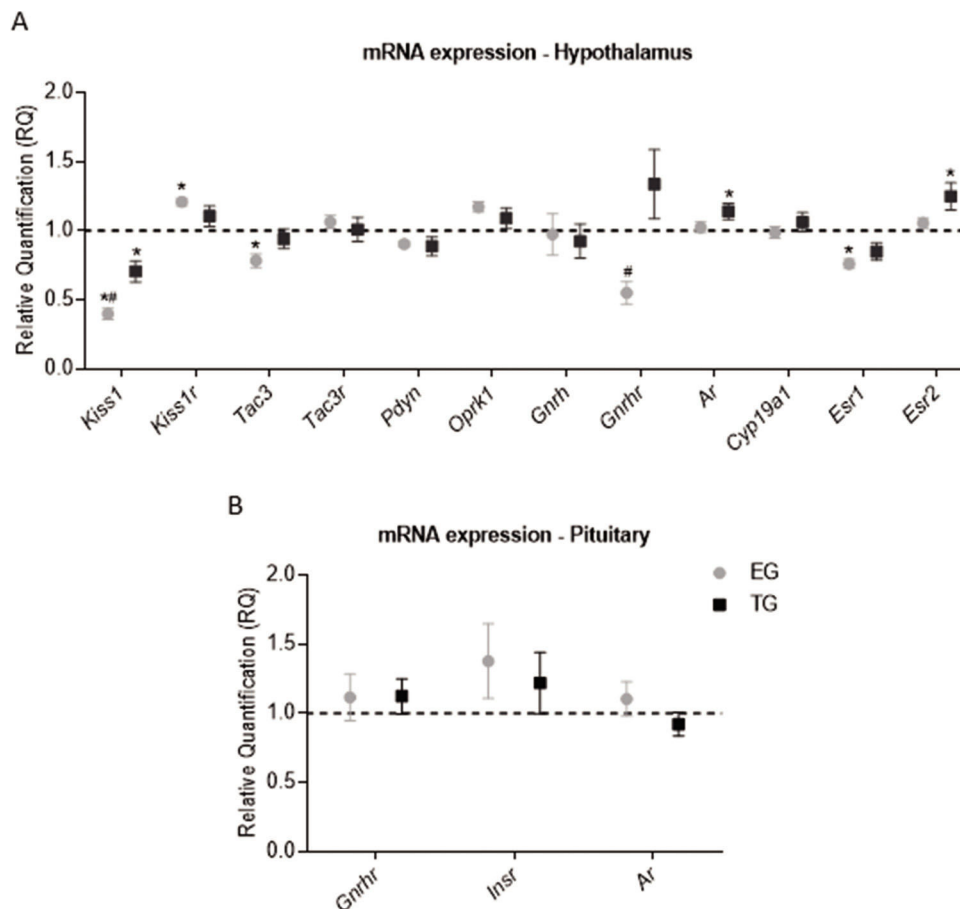 A
mRNA expression - Hypothalamus
Relative Quantification (RQ)
2.0
1.5
1.0
0.5
0.0
*#
*
*
*
#
*
*
*
Kiss1
Kiss1r
Tac3
Tac3r
Pdyn
Oprk1
Gnrh
Gnrhr
Ar
Cyp19a1
Esr1
Esr2
B
mRNA expression - Pituitary
Relative Quantification (RQ)
2.0
1.5
1.0
0.5
0.0
EG
TG
Gnrhr
Insr
Ar